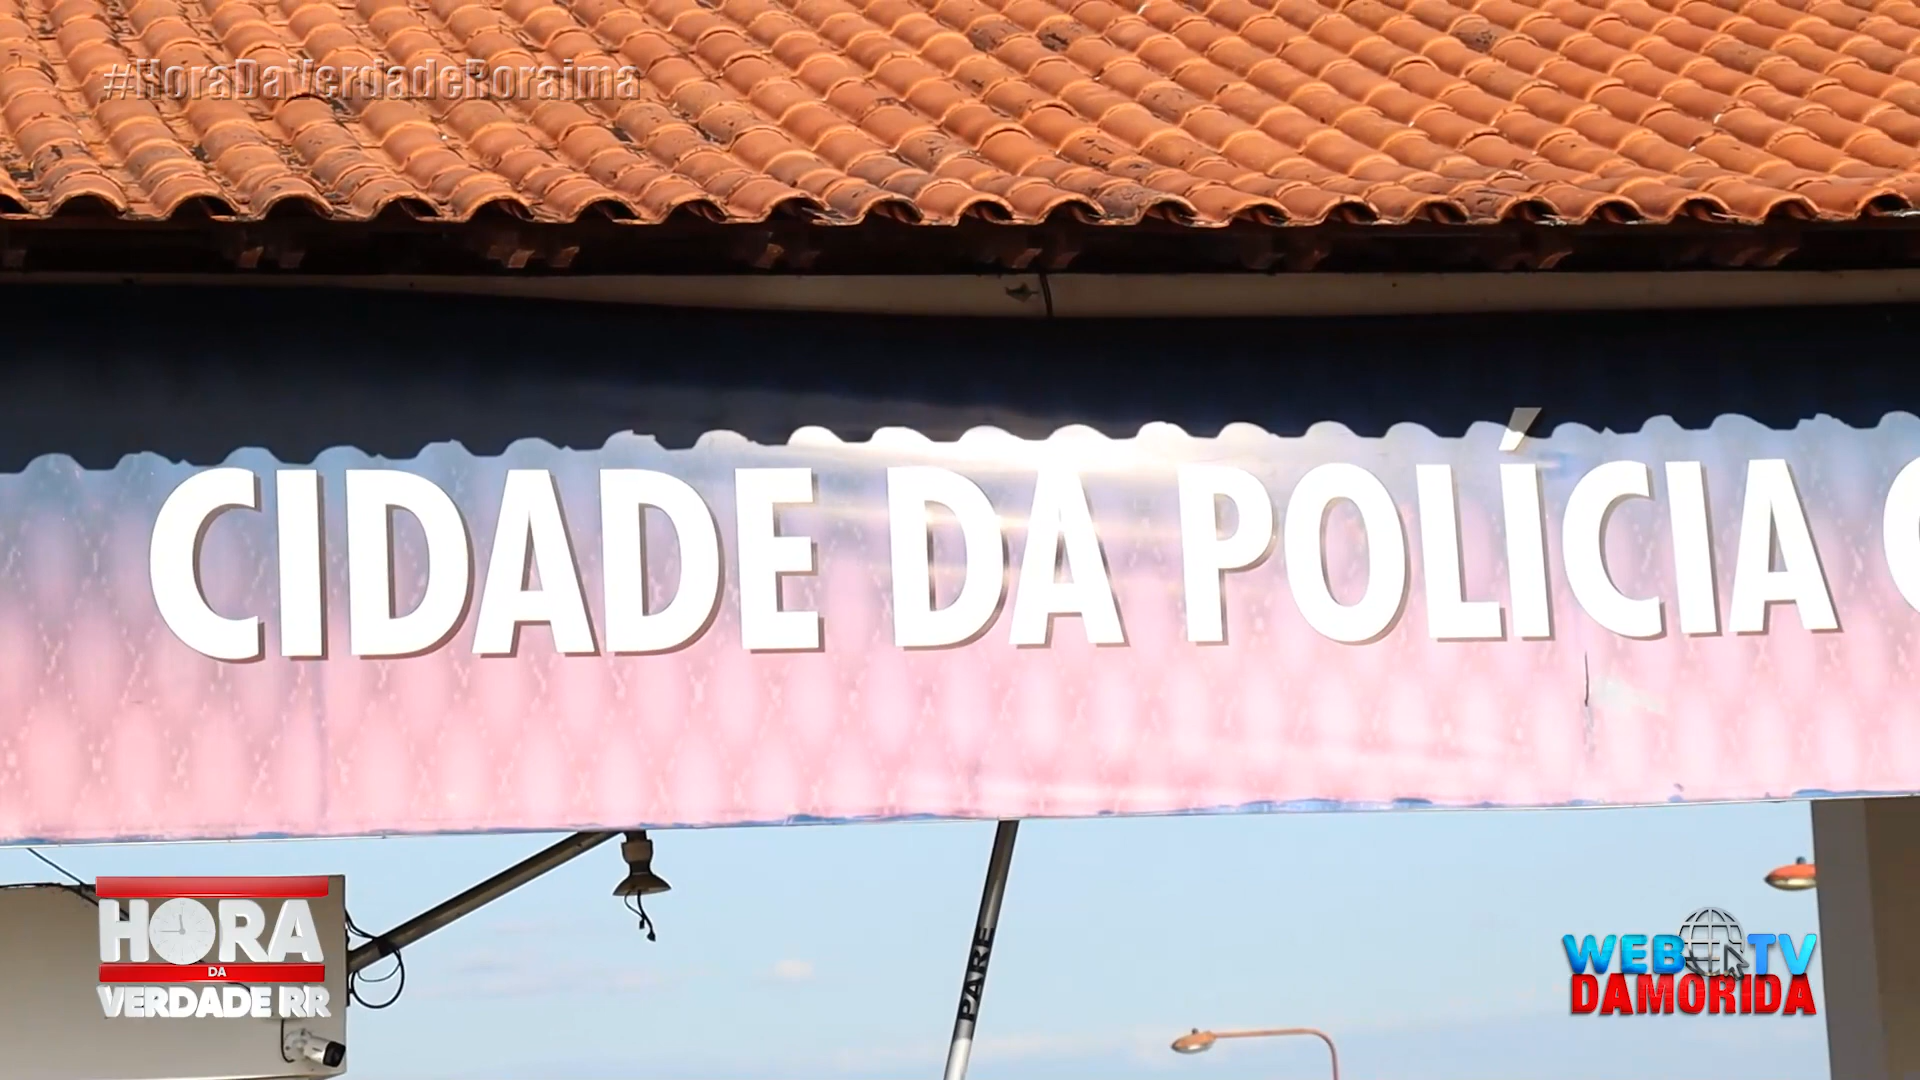 #HoraDaVerdadeRoraima
CIDADE DA POLÍCIA
PARE
HORA
DA
VERDADE RR
WEB TV
DAMORIDA